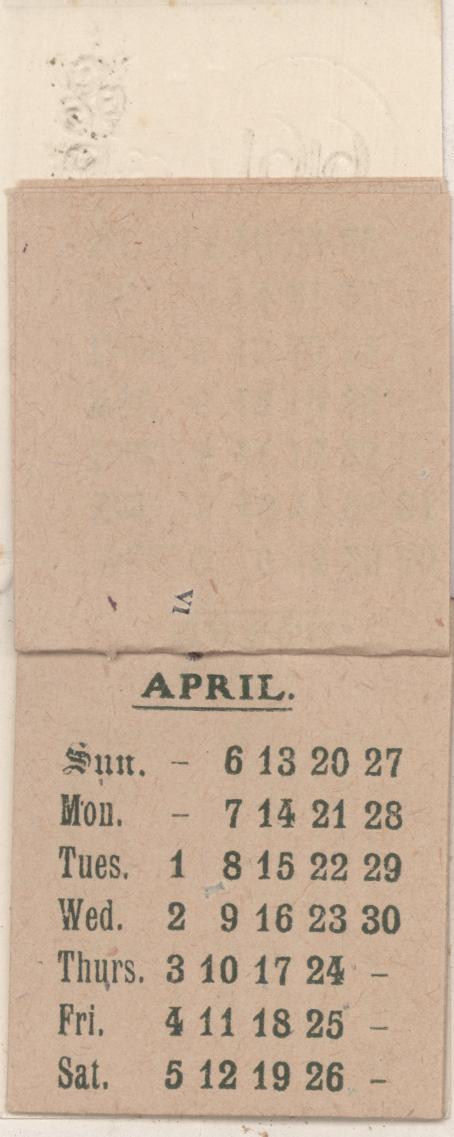 VI
APRIL.
Sun. - 6 13 20 27
Mon. - 7 14 21 28
Tues. 1 8 15 22 29
Wed. 2 9 16 23 30
Thurs. 3 10 17 24 -
Fri. 4 11 18 25 -
Sat. 5 12 19 26 -